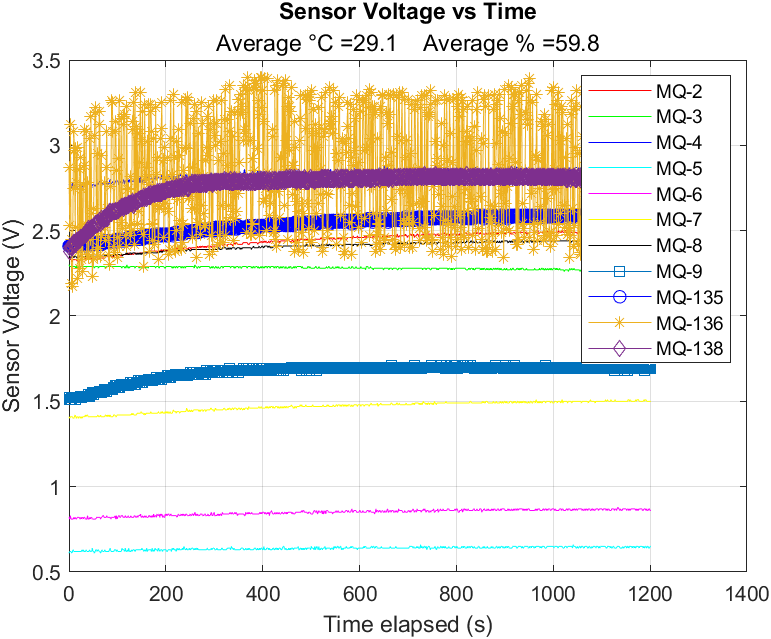 Sensor Voltage vs Time
Average °C =29.1 Average % =59.8
Sensor Voltage (V)
3.5
3
2.5
2
1.5
1
0.5
0
200
400
600
800
1000
1200
1400
Time elapsed (s)
MQ-2
MQ-3
MQ-4
MQ-5
MQ-6
MQ-7
MQ-8
MQ-9
MQ-135
MQ-136
MQ-138